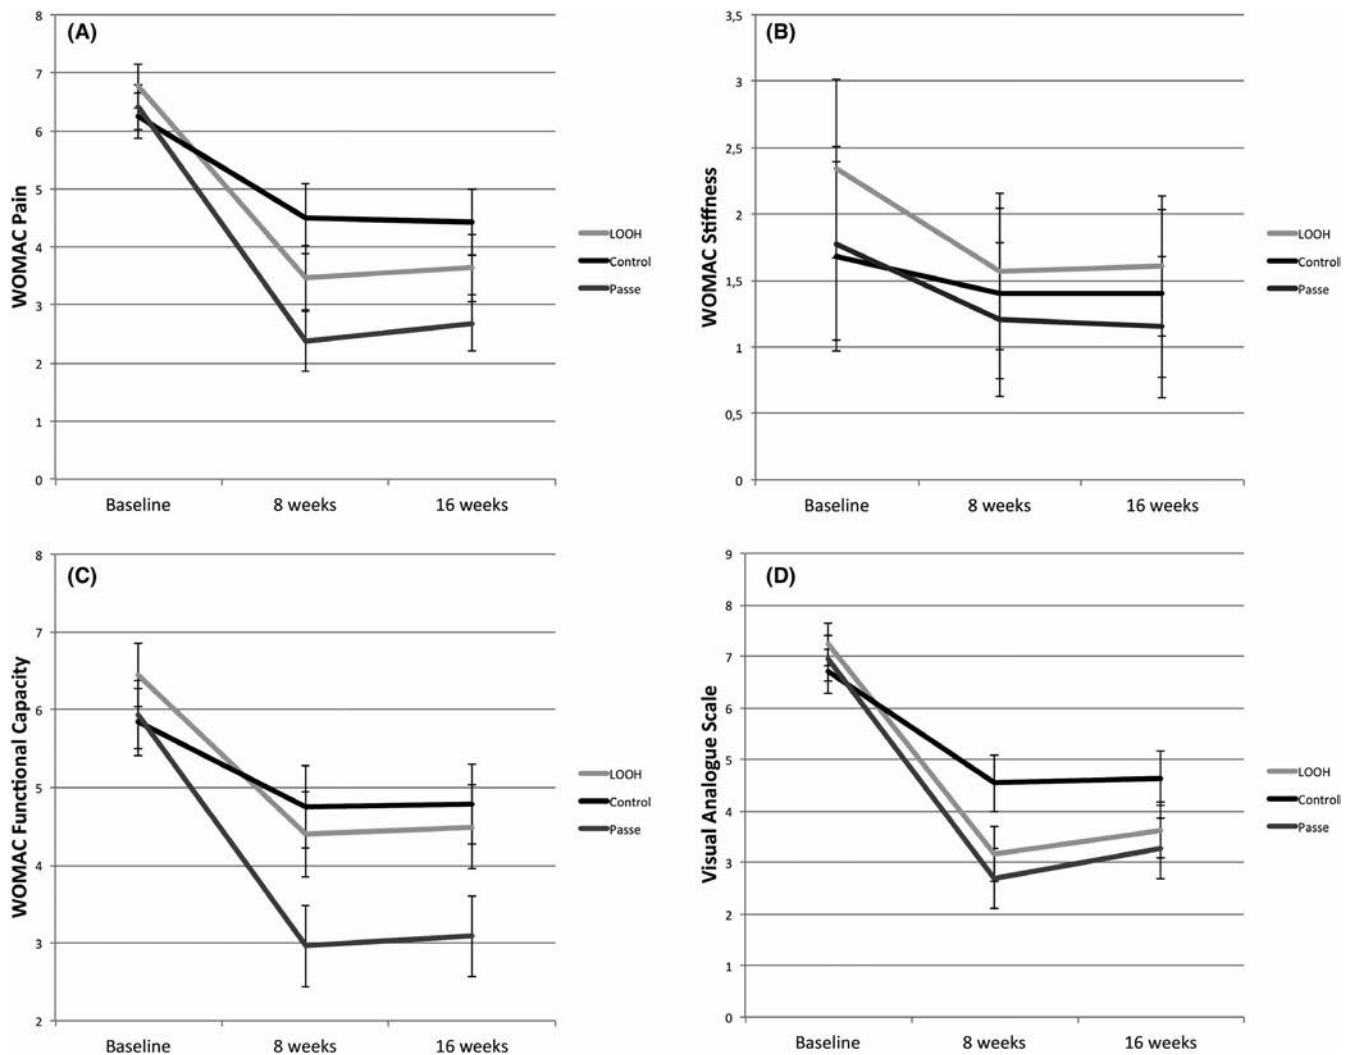 (A)
WOMAC Pain
8
7
6
5
4
3
2
1
0
Baseline
8 weeks
16 weeks
LOOH
Control
Passe
(B)
WOMAC Stiffness
3,5
3
2,5
2
1,5
1
0,5
0
Baseline
8 weeks
16 weeks
LOOH
Control
Passe
(C)
WOMAC Functional Capacity
8
7
6
5
4
3
2
Baseline
8 weeks
16 weeks
LOOH
Control
Passe
(D)
Visual Analogue Scale
9
8
7
6
5
4
3
2
1
0
Baseline
8 weeks
16 weeks
LOOH
Control
Passe